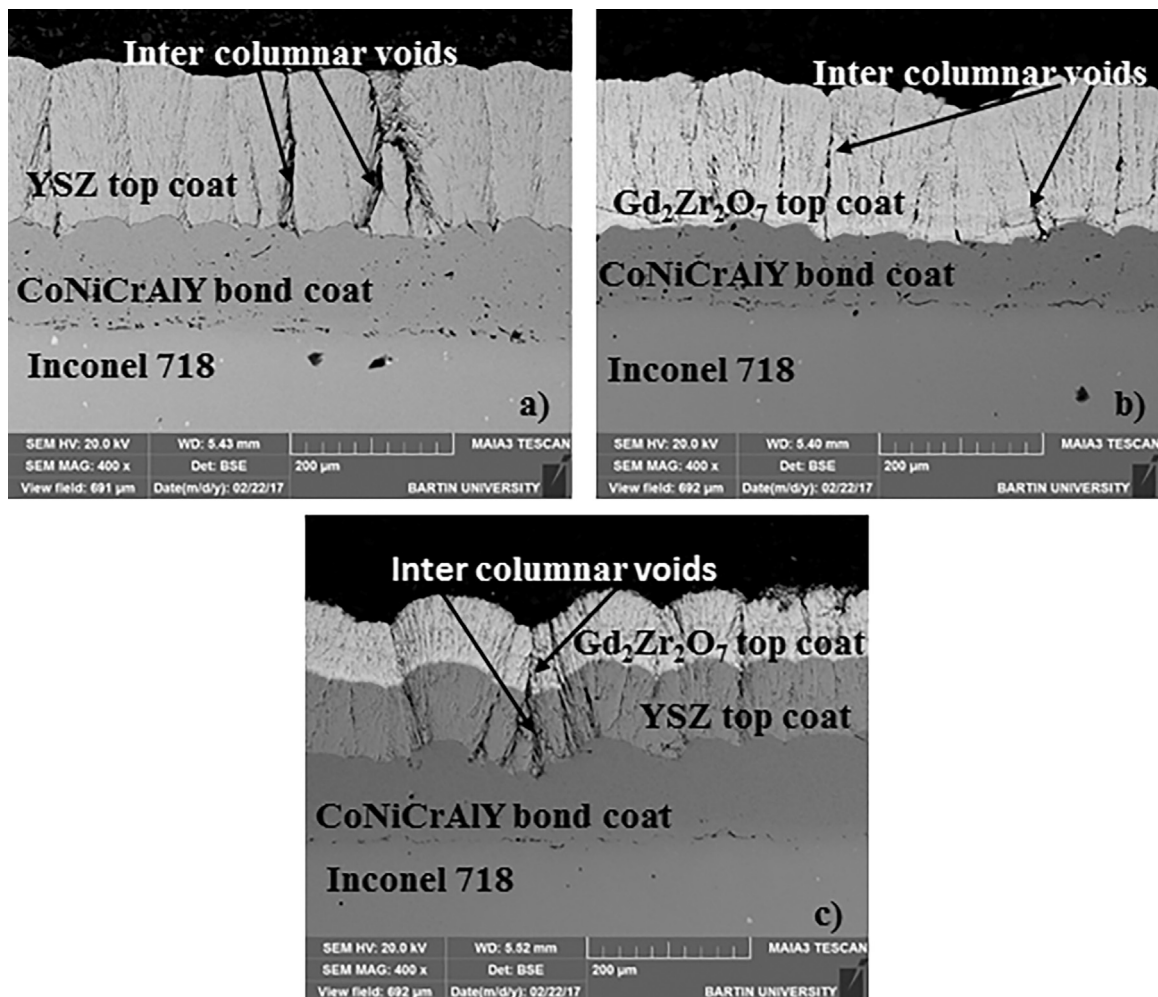 Inter columnar voids
YSZ top coat
CoNiCrAlY bond coat
Inconel 718
a)
SEM HV: 20.0 kV WD: 5.43 mm MAIA3 TESCAN
SEM MAG: 400 x Det: BSE 200 µm
View field: 691 µm Date(m/d/y): 02/22/17 BARTIN UNIVERSITY
Inter columnar voids
Gd₂Zr₂O₇ top coat
CoNiCrAlY bond coat
Inconel 718
b)
SEM HV: 20.0 kV WD: 5.40 mm MAIA3 TESCAN
SEM MAG: 400 x Det: BSE 200 µm
View field: 692 µm Date(m/d/y): 02/22/17 BARTIN UNIVERSITY
Inter columnar voids
Gd₂Zr₂O₇ top coat
YSZ top coat
CoNiCrAlY bond coat
Inconel 718
c)
SEM HV: 20.0 kV WD: 5.52 mm MAIA3 TESCAN
SEM MAG: 400 x Det: BSE 200 µm
View field: 692 µm Date(m/d/y): 02/22/17 BARTIN UNIVERSITY